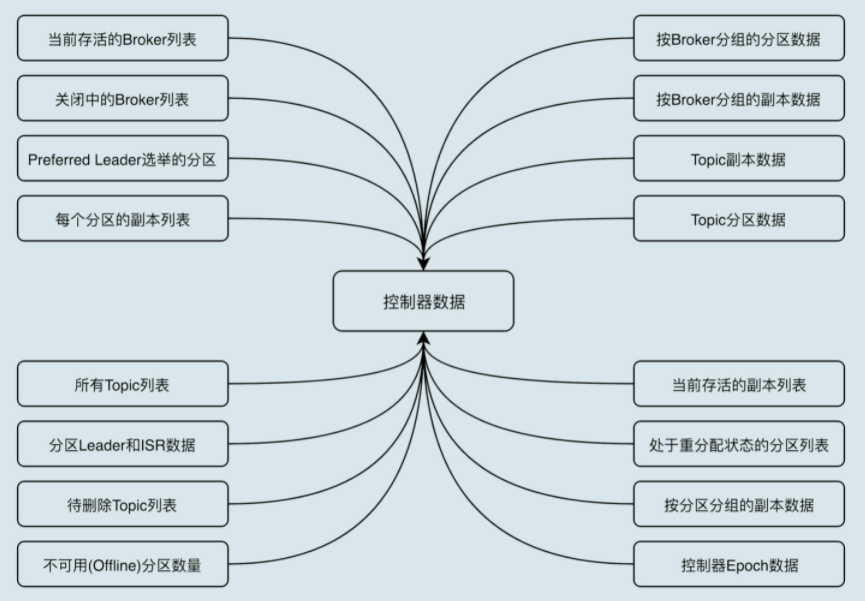 当前存活的Broker列表
关闭中的Broker列表
Preferred Leader选举的分区
每个分区的副本列表
按Broker分组的分区数据
按Broker分组的副本数据
Topic副本数据
Topic分区数据
控制器数据
所有Topic列表
分区Leader和ISR数据
待删除Topic列表
不可用(Offline)分区数量
当前存活的副本列表
处于重分配状态的分区列表
按分区分组的副本数据
控制器Epoch数据